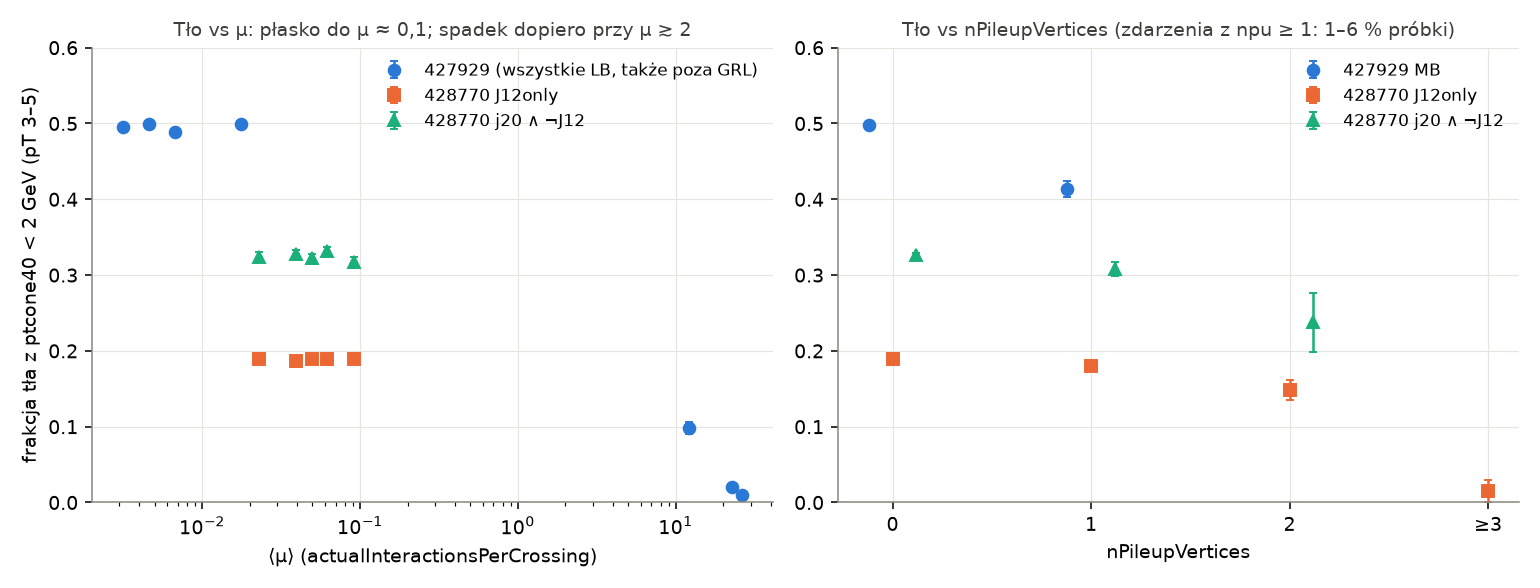 Tło vs μ: płasko do μ ≈ 0,1; spadek dopiero przy μ ≳ 2
frakcja tła z ptcone40 < 2 GeV (pT 3–5)
0.6
0.5
0.4
0.3
0.2
0.1
0.0
427929 (wszystkie LB, także poza GRL)
428770 J12only
428770 j20 ∧ ¬J12
10⁻² 10⁻¹ 10⁰ 10¹
⟨μ⟩ (actualInteractionsPerCrossing)
Tło vs nPileupVertices (zdarzenia z npu ≥ 1: 1–6 % próbki)
0.6
0.5
0.4
0.3
0.2
0.1
0.0
427929 MB
428770 J12only
428770 j20 ∧ ¬J12
0 1 2 ≥3
nPileupVertices